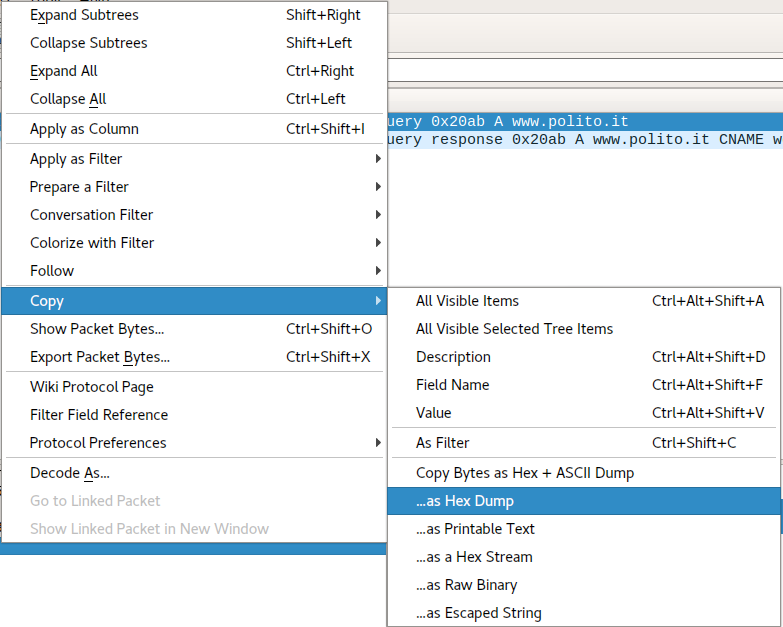 Expand Subtrees Shift+Right
Collapse Subtrees Shift+Left
Expand All Ctrl+Right
Collapse All Ctrl+Left
Apply as Column Ctrl+Shift+I
uery 0x20ab A www.polito.it
uery response 0x20ab A www.polito.it CNAME w
Apply as Filter
Prepare a Filter
Conversation Filter
Colorize with Filter
Follow
Copy
Show Packet Bytes... Ctrl+Shift+O
Export Packet Bytes... Ctrl+Shift+X
Wiki Protocol Page
Filter Field Reference
Protocol Preferences
Decode As...
Go to Linked Packet
Show Linked Packet in New Window
All Visible Items Ctrl+Alt+Shift+A
All Visible Selected Tree Items
Description Ctrl+Alt+Shift+D
Field Name Ctrl+Alt+Shift+F
Value Ctrl+Alt+Shift+V
As Filter Ctrl+Shift+C
Copy Bytes as Hex + ASCII Dump
...as Hex Dump
...as Printable Text
...as a Hex Stream
...as Raw Binary
...as Escaped String